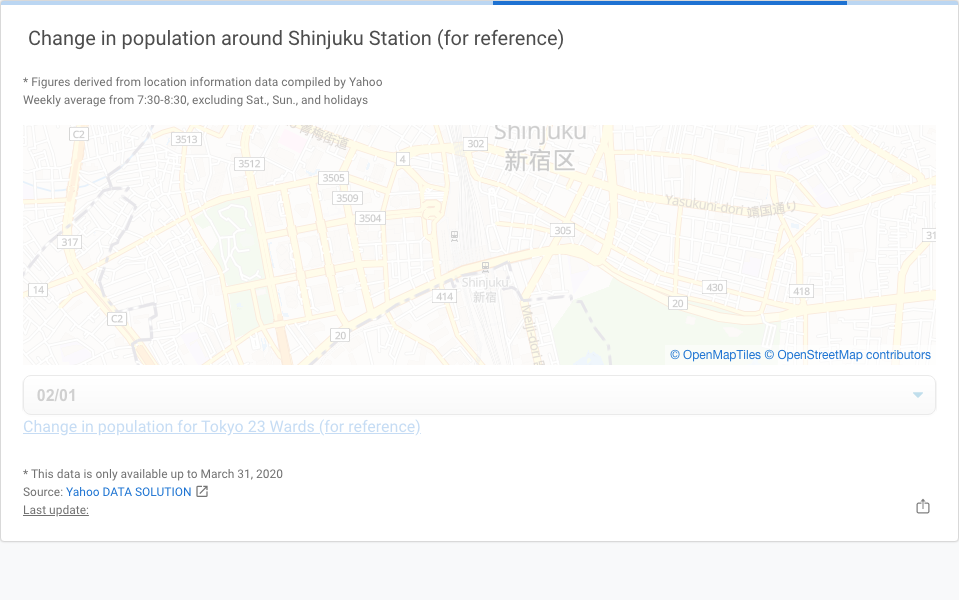 Change in population around Shinjuku Station (for reference)
* Figures derived from location information data compiled by Yahoo
Weekly average from 7:30-8:30, excluding Sat., Sun., and holidays
C2
3513
青梅街道
302
Shinjuku
新宿区
3512
4
3505
3509
Yasukuni-dori 靖国通り
3504
317
305
31
14
414
Shinjuku
新宿
430
418
20
C2
20
Meiji-dori
© OpenMapTiles © OpenStreetMap contributors
02/01
Change in population for Tokyo 23 Wards (for reference)
* This data is only available up to March 31, 2020
Source: Yahoo DATA SOLUTION
Last update: